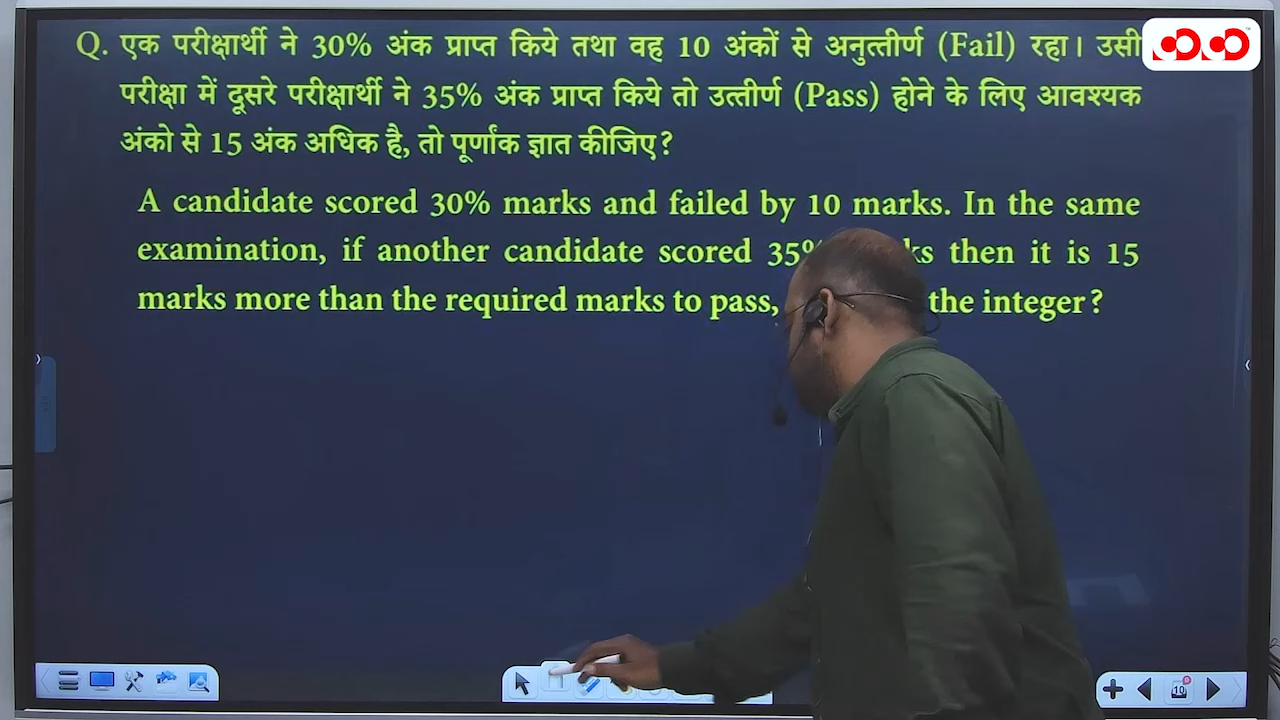 Q. एक परीक्षार्थी ने 30% अंक प्राप्त किये तथा वह 10 अंकों से अनुत्तीर्ण (Fail) रहा। उसी
परीक्षा में दूसरे परीक्षार्थी ने 35% अंक प्राप्त किये तो उत्तीर्ण (Pass) होने के लिए आवश्यक
अंको से 15 अंक अधिक है, तो पूर्णांक ज्ञात कीजिए?
A candidate scored 30% marks and failed by 10 marks. In the same
examination, if another candidate scored 35% then it is 15
marks more than the required marks to pass, the integer?
10